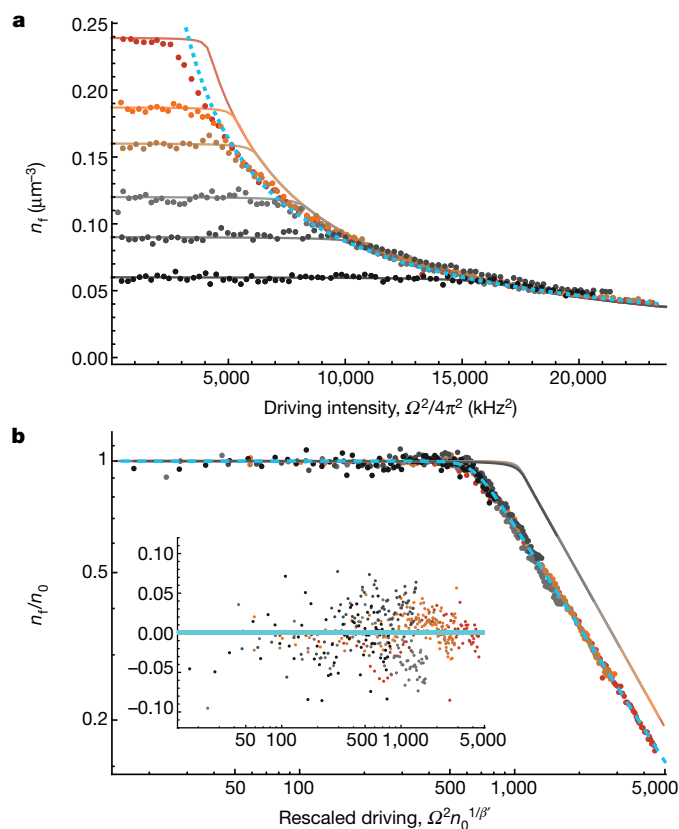 a
0.25
0.20
0.15
0.10
0.05
0.00
n_f (μm⁻³)
5,000 10,000 15,000 20,000
Driving intensity, Ω²/4π² (kHz²)
b
1
0.5
0.2
n_f/n_0
0.10
0.05
0.00
−0.05
−0.10
50 100 500 1,000 5,000
50 100 500 1,000 5,000
Rescaled driving, Ω²n_0^{1/β′}